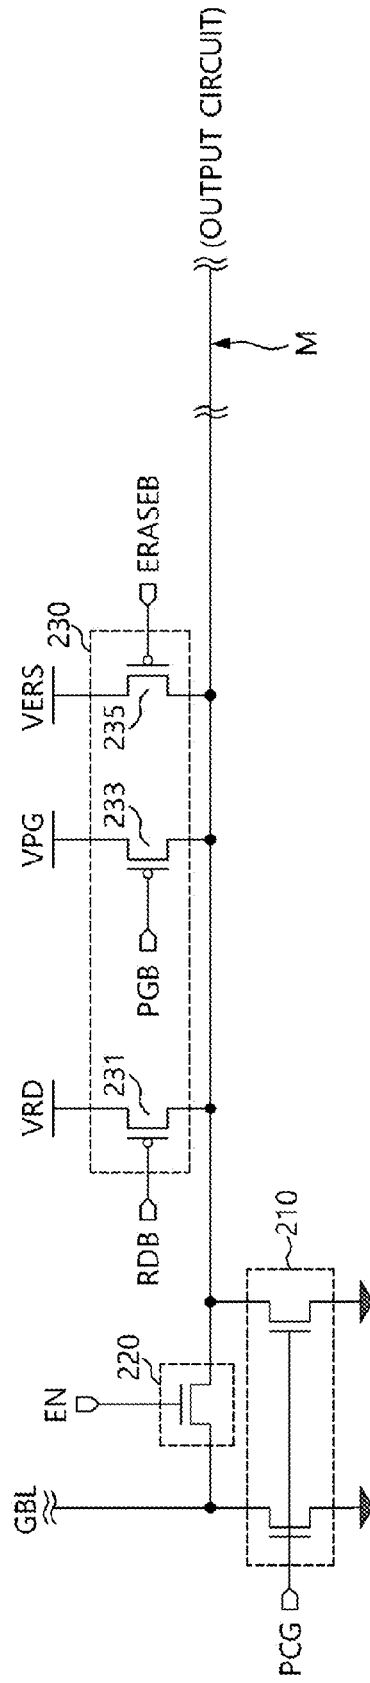 GBL
EN
220
PCG
210
RDB
VRD
231
PGB
VPG
233
VERS
235
230
ERASEB
M
(OUTPUT CIRCUIT)